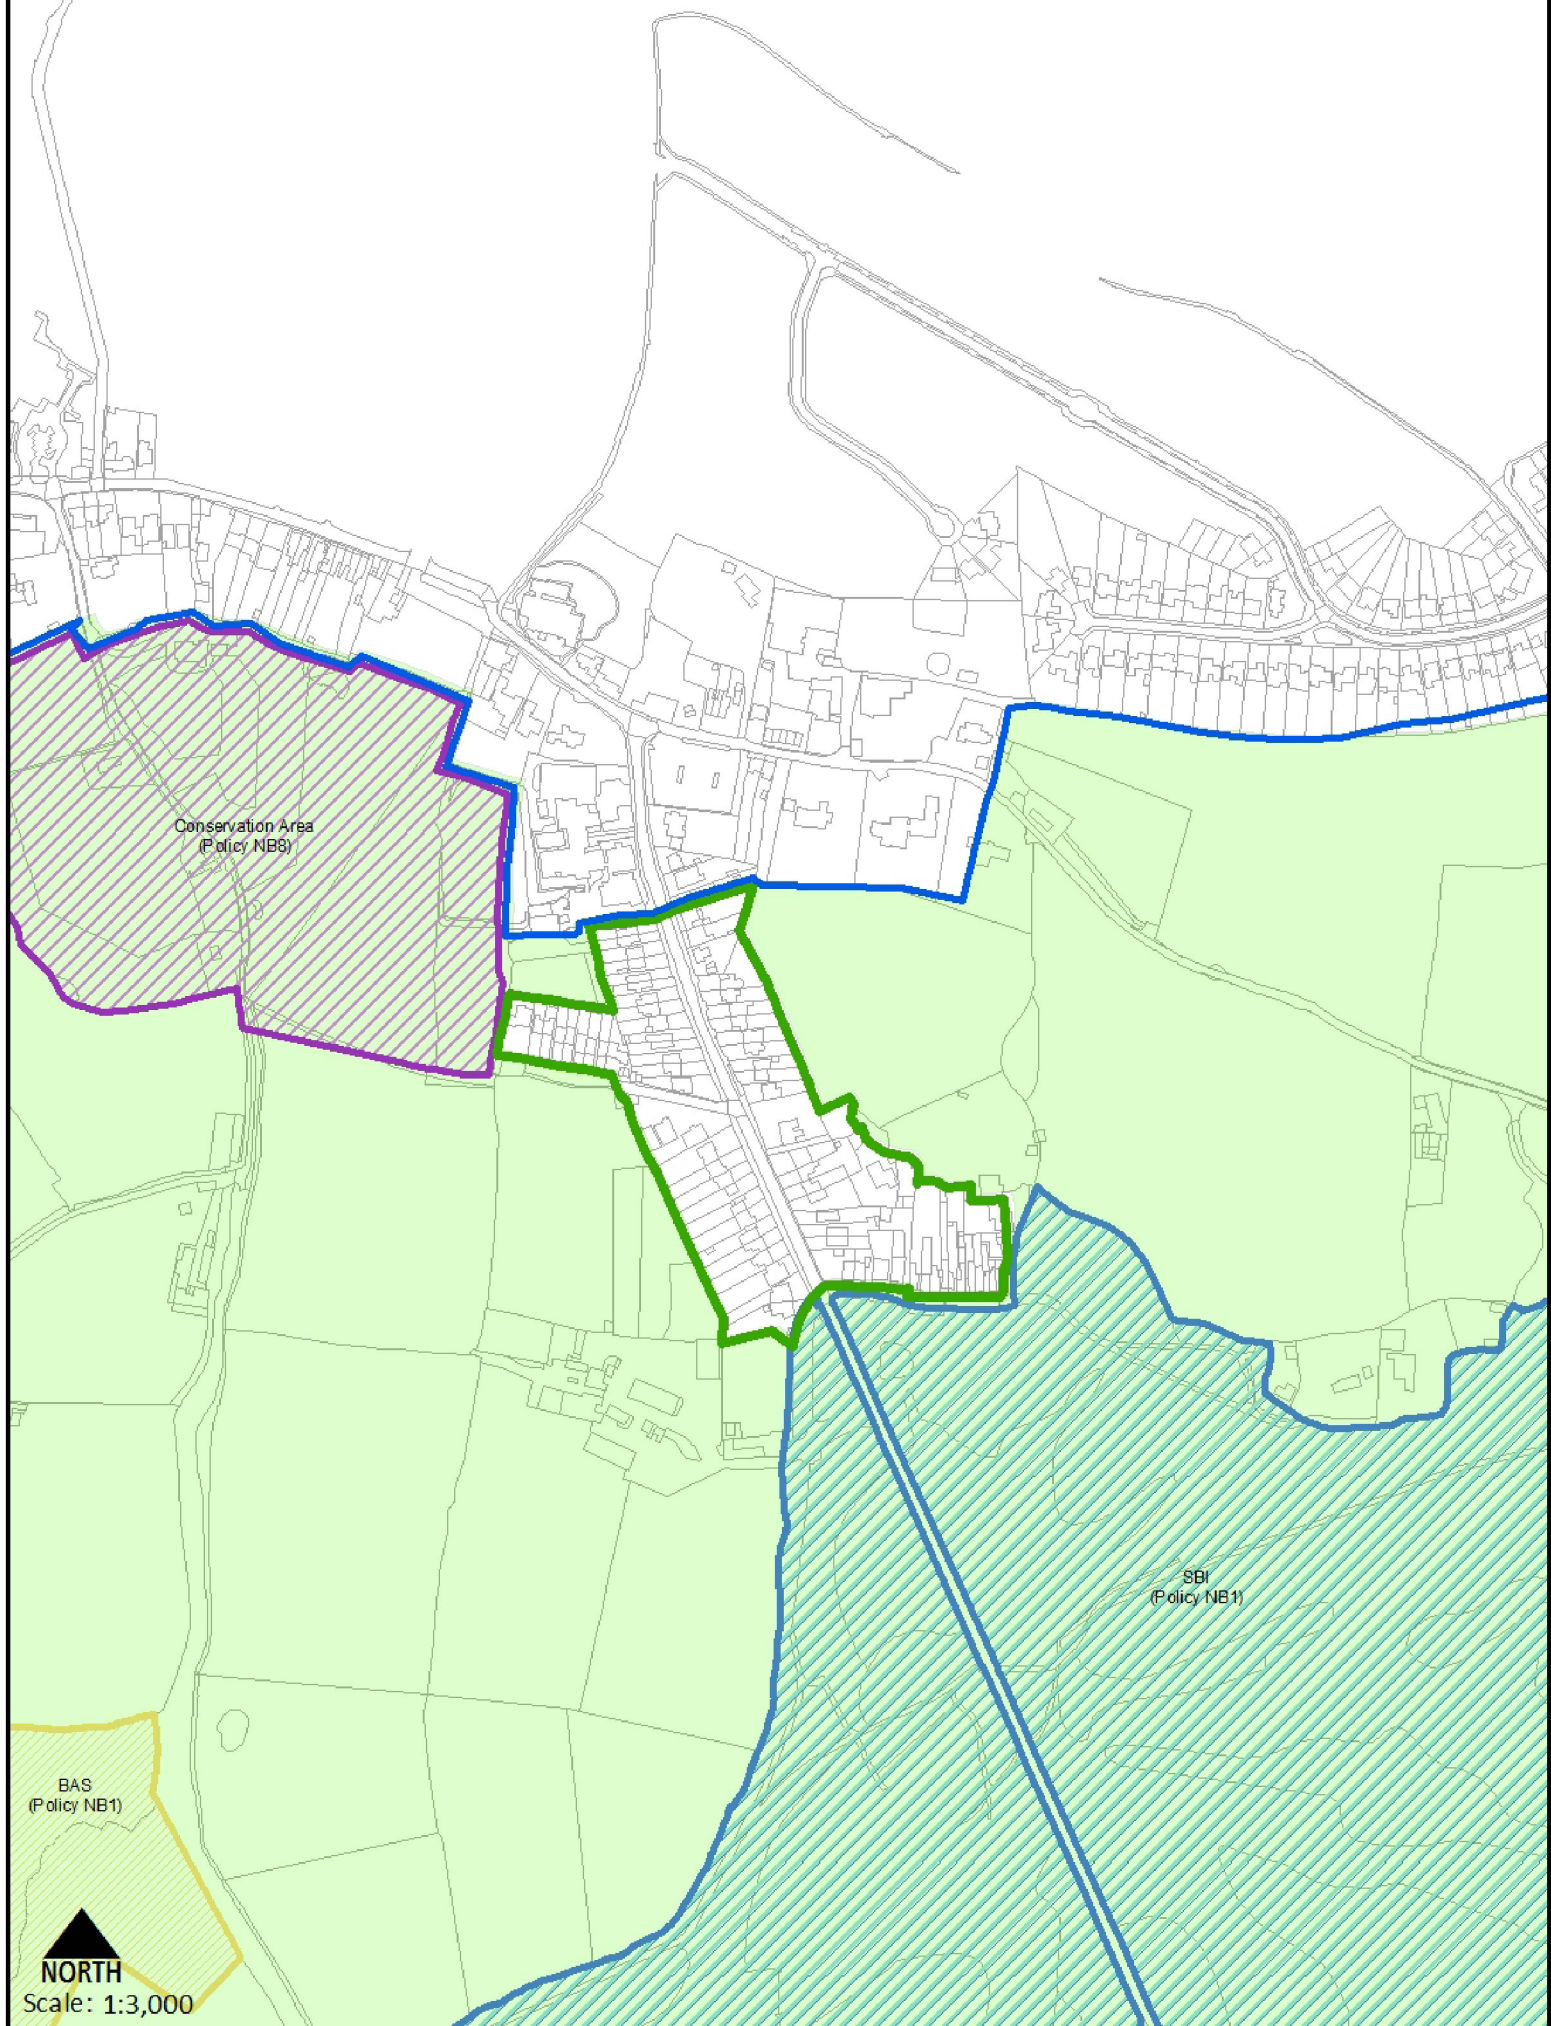 Conservation Area
(Policy NB8)
SBI
(Policy NB1)
BAS
(Policy NB1)
NORTH
Scale: 1:3,000